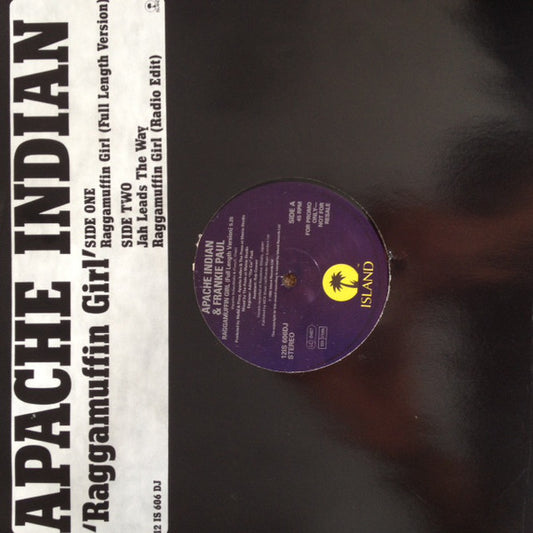 APACHE INDIAN
'Raggamuffin Girl'
SIDE ONE
Raggamuffin Girl (Full Length Version)
SIDE TWO
Jah Leads The Way
Raggamuffin Girl (Radio Edit)
12 IS 606 DJ
APACHE INDIAN
& FRANKIE PAUL
RAGGAMUFFIN GIRL (Full Length Version)
12IS 606DJ
STEREO
SIDE A
45 RPM
FOR PROMO
ONLY—
NOT FOR
RESALE
ISLAND